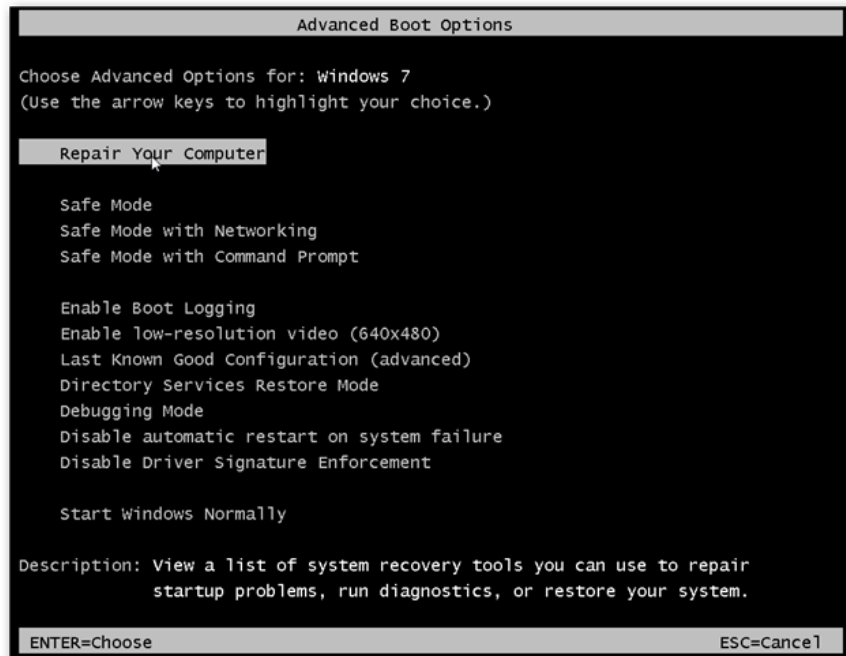 Advanced Boot Options
Choose Advanced Options for: Windows 7
(Use the arrow keys to highlight your choice.)
Repair Your Computer
Safe Mode
Safe Mode with Networking
Safe Mode with Command Prompt
Enable Boot Logging
Enable low-resolution video (640x480)
Last Known Good Configuration (advanced)
Directory Services Restore Mode
Debugging Mode
Disable automatic restart on system failure
Disable Driver Signature Enforcement
Start Windows Normally
Description: View a list of system recovery tools you can use to repair
startup problems, run diagnostics, or restore your system.
ENTER=Choose ESC=Cancel